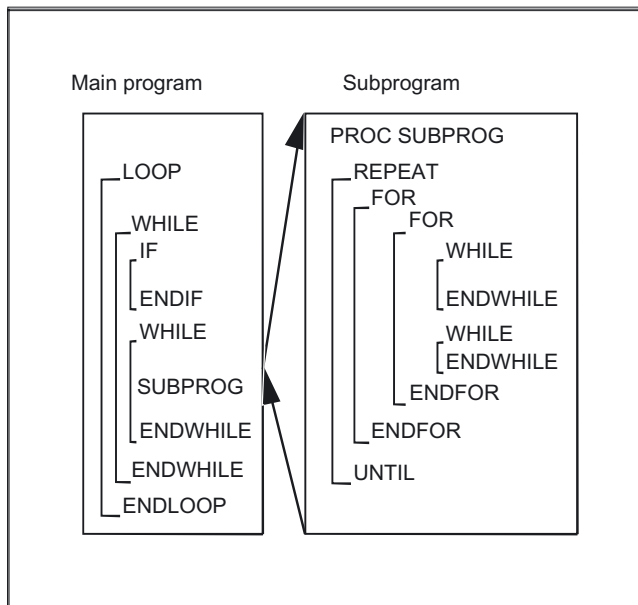 Main program
LOOP
WHILE
IF
ENDIF
WHILE
SUBPROG
ENDWHILE
ENDWHILE
ENDLOOP
Subprogram
PROC SUBPROG
REPEAT
FOR
FOR
WHILE
ENDWHILE
WHILE
ENDWHILE
ENDFOR
ENDFOR
UNTIL